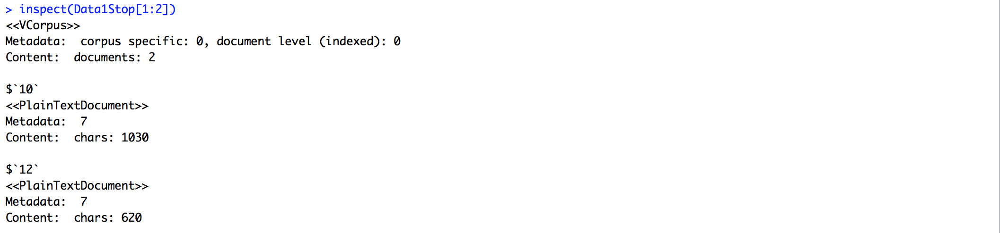 > inspect(Data1Stop[1:2])
<<VCorpus>>
Metadata:  corpus specific: 0, document level (indexed): 0
Content:  documents: 2
$`10`
<<PlainTextDocument>>
Metadata:  7
Content:  chars: 1030
$`12`
<<PlainTextDocument>>
Metadata:  7
Content:  chars: 620